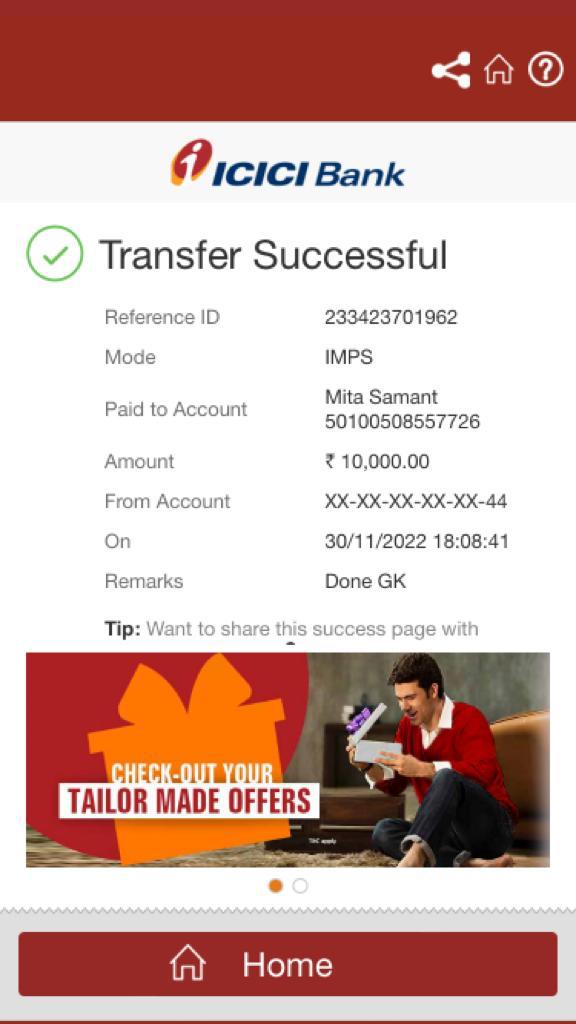 ICICI Bank
Transfer Successful
Reference ID 233423701962
Mode IMPS
Paid to Account Mita Samant
50100508557726
Amount ₹ 10,000.00
From Account XX-XX-XX-XX-XX-44
On 30/11/2022 18:08:41
Remarks Done GK
Tip: Want to share this success page with
CHECK-OUT YOUR
TAILOR MADE OFFERS
T&C apply
Home